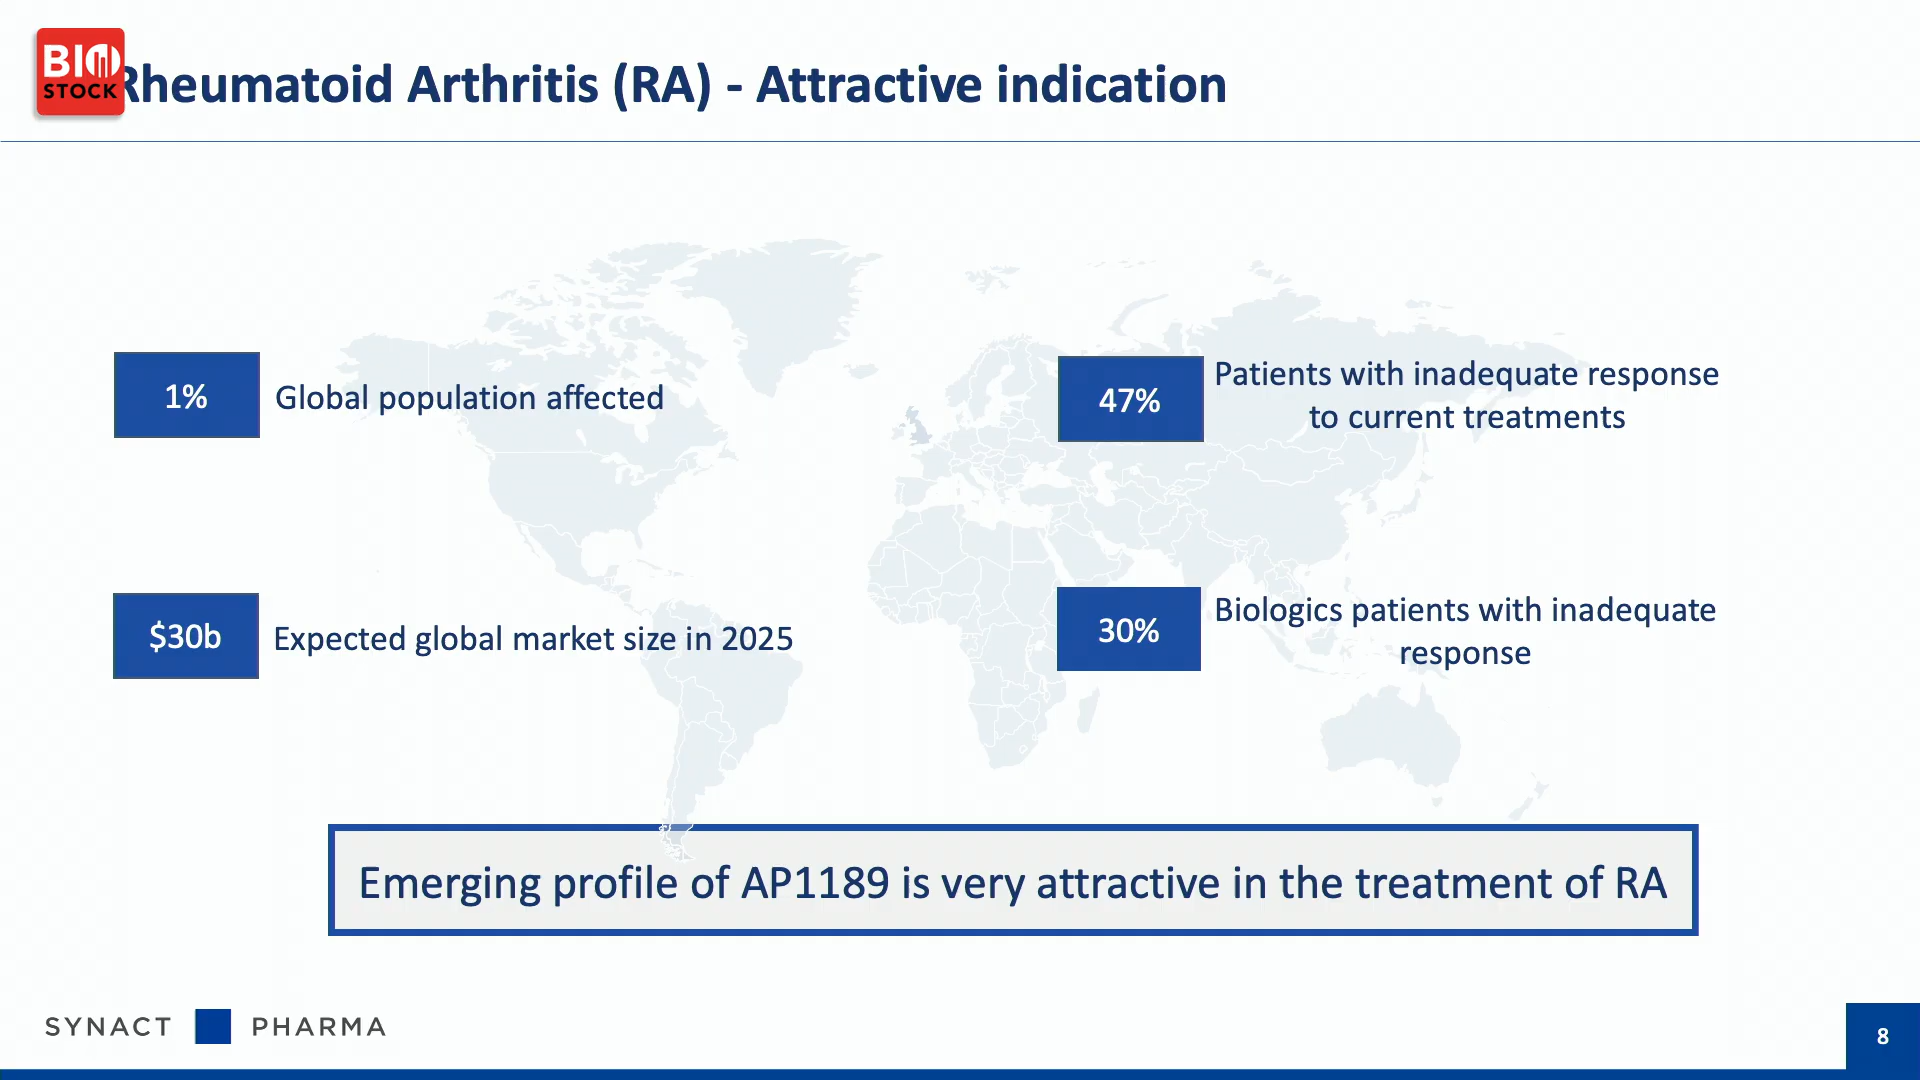 BIO
STOCK
Rheumatoid Arthritis (RA) - Attractive indication
1%
Global population affected
47%
Patients with inadequate response
to current treatments
$30b
Expected global market size in 2025
30%
Biologics patients with inadequate
response
Emerging profile of AP1189 is very attractive in the treatment of RA
SYNACT PHARMA
8